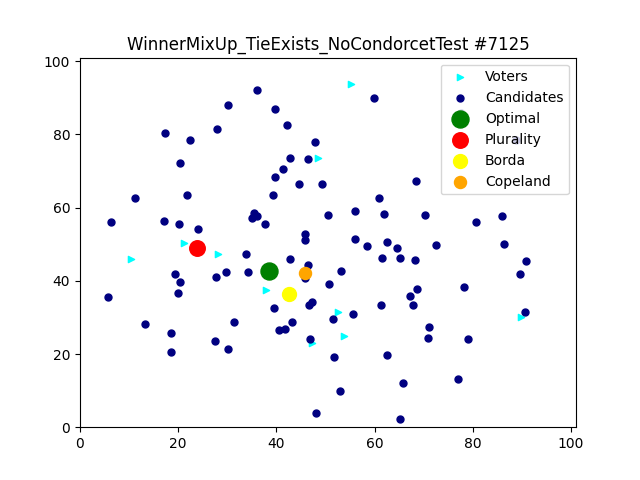 WinnerMixUp_TieExists_NoCondorcetTest #7125
100
80
60
40
20
0
0 20 40 60 80 100
Voters
Candidates
Optimal
Plurality
Borda
Copeland